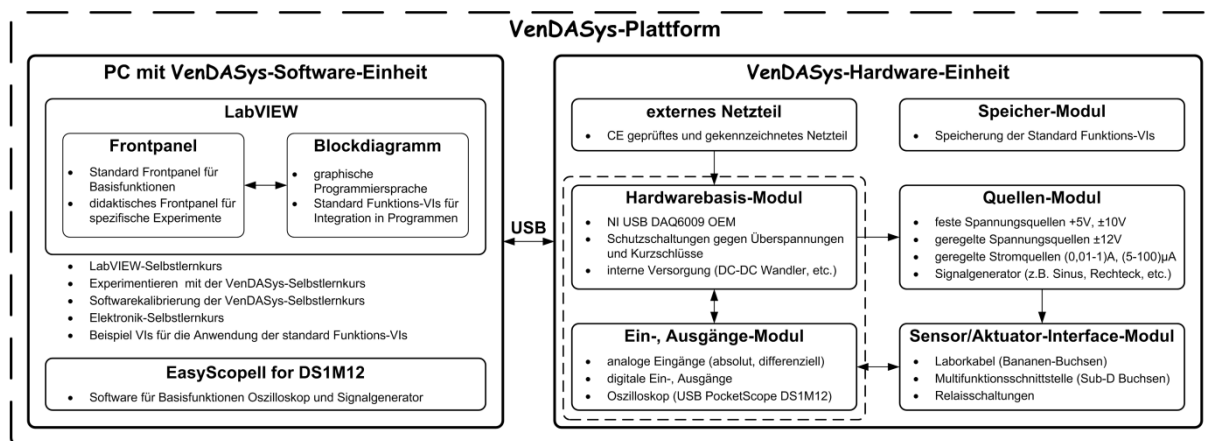 VenDASys-Plattform
PC mit VenDASys-Software-Einheit
LabVIEW
Frontpanel
• Standard Frontpanel für
Basisfunktionen
• didaktisches Frontpanel für
spezifische Experimente
Blockdiagramm
• graphische
Programmiersprache
• Standard Funktions-VIs für
Integration in Programmen
• LabVIEW-Selbstlernkurs
• Experimentieren mit der VenDASys-Selbstlernkurs
• Softwarekalibrierung der VenDASys-Selbstlernkurs
• Elektronik-Selbstlernkurs
• Beispiel VIs für die Anwendung der standard Funktions-VIs
EasyScopeII for DS1M12
• Software für Basisfunktionen Oszilloskop und Signalgenerator
USB
VenDASys-Hardware-Einheit
externes Netzteil
• CE geprüftes und gekennzeichnetes Netzteil
Speicher-Modul
• Speicherung der Standard Funktions-VIs
Hardwarebasis-Modul
• NI USB DAQ6009 OEM
• Schutzschaltungen gegen Überspannungen
und Kurzschlüsse
• interne Versorgung (DC-DC Wandler, etc.)
Quellen-Modul
• feste Spannungsquellen +5V, ±10V
• geregelte Spannungsquellen ±12V
• geregelte Stromquellen (0,01-1)A, (5-100)µA
• Signalgenerator (z.B. Sinus, Rechteck, etc.)
Ein-, Ausgänge-Modul
• analoge Eingänge (absolut, differenziell)
• digitale Ein-, Ausgänge
• Oszilloskop (USB PocketScope DS1M12)
Sensor/Aktuator-Interface-Modul
• Laborkabel (Bananen-Buchsen)
• Multifunktionsschnittstelle (Sub-D Buchsen)
• Relaisschaltungen